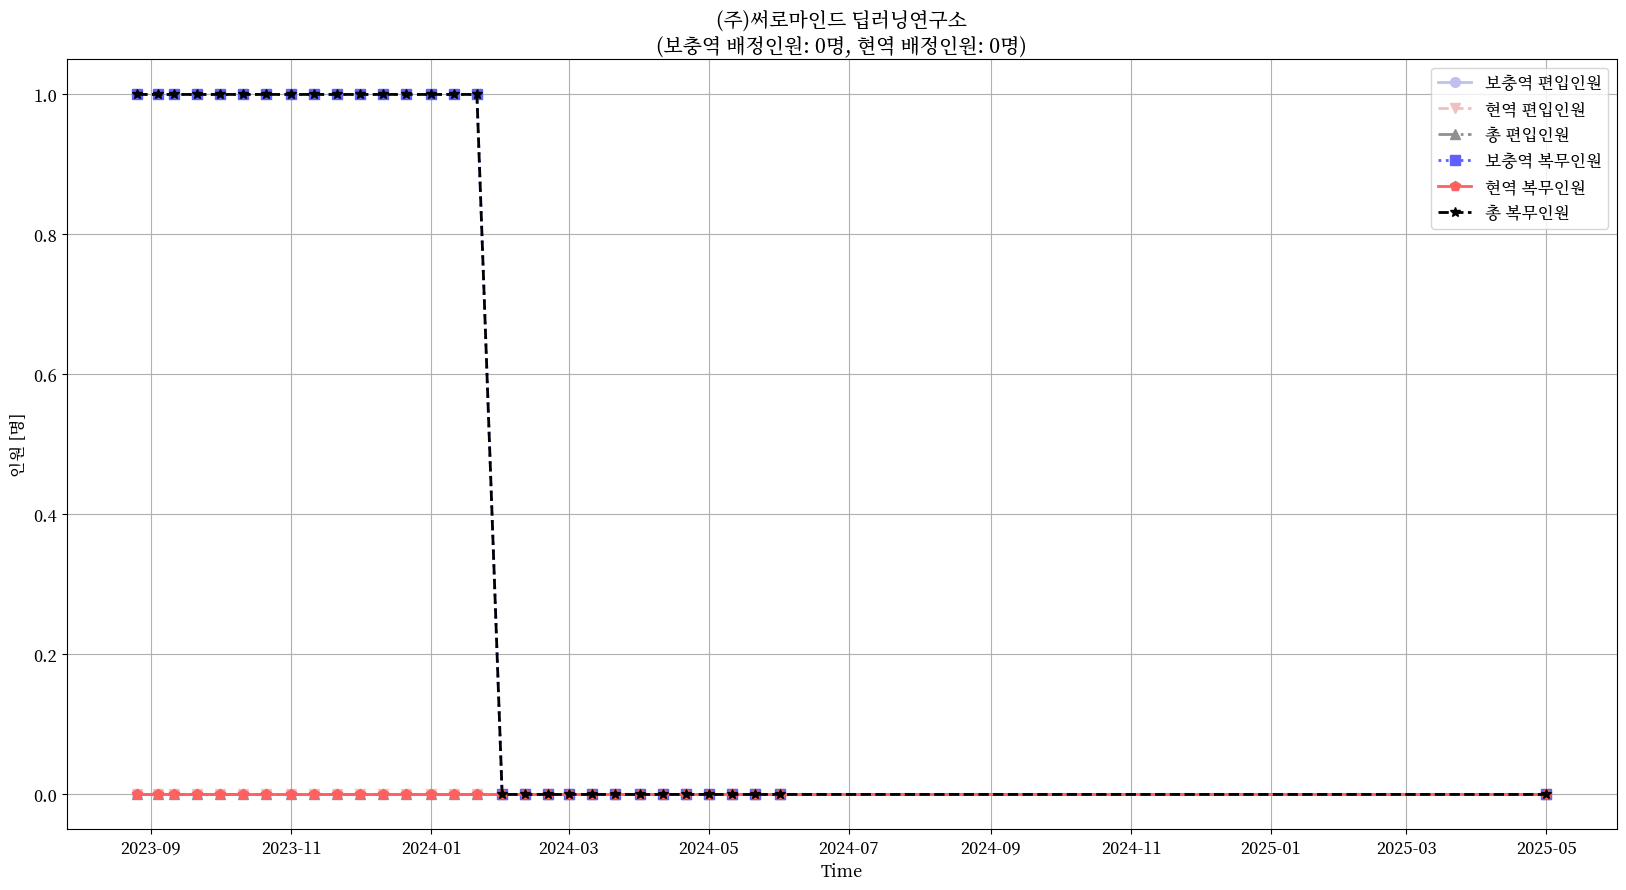 (주)써로마인드 딥러닝연구소
(보충역 배정인원: 0명, 현역 배정인원: 0명)
보충역 편입인원
현역 편입인원
총 편입인원
보충역 복무인원
현역 복무인원
총 복무인원
인원 [명]
1.0
0.8
0.6
0.4
0.2
0.0
2023-09
2023-11
2024-01
2024-03
2024-05
2024-07
2024-09
2024-11
2025-01
2025-03
2025-05
Time